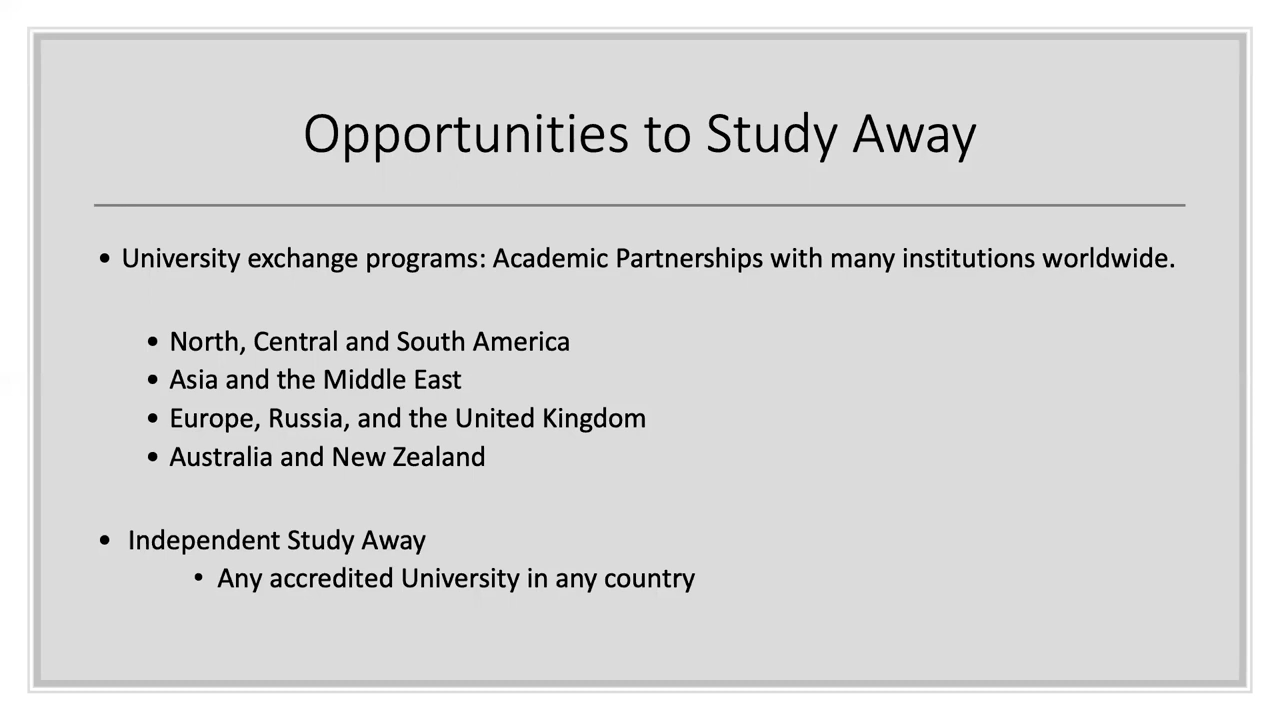 Opportunities to Study Away
• University exchange programs: Academic Partnerships with many institutions worldwide.
• North, Central and South America
• Asia and the Middle East
• Europe, Russia, and the United Kingdom
• Australia and New Zealand
• Independent Study Away
• Any accredited University in any country